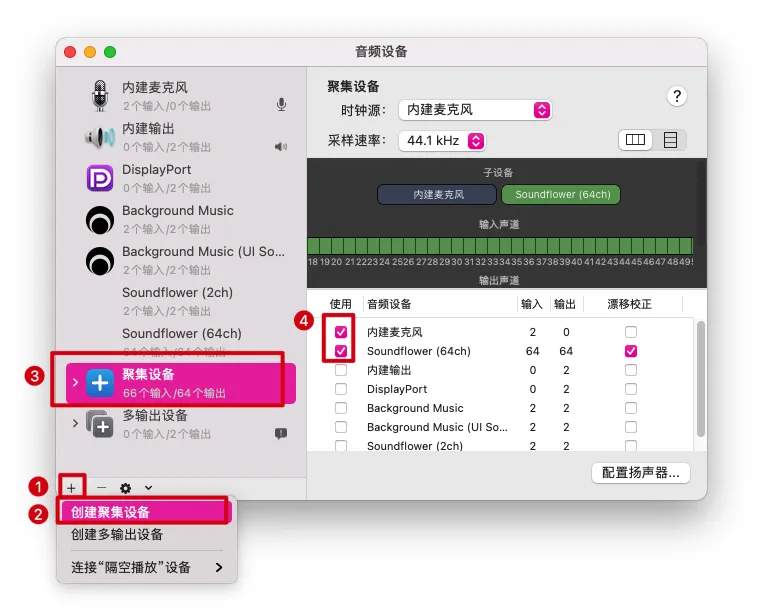 音频设备
内建麦克风
2个输入/0个输出
内建输出
0个输入/2个输出
DisplayPort
0个输入/2个输出
Background Music
2个输入/2个输出
Background Music (UI So...
2个输入/2个输出
Soundflower (2ch)
2个输入/2个输出
Soundflower (64ch)
64个输入/64个输出
3
聚集设备
66个输入/64个输出
多输出设备
0个输入/2个输出
1
2
创建聚集设备
创建多输出设备
连接“隔空播放”设备
聚集设备
?
时钟源: 内建麦克风
采样速率: 44.1 kHz
子设备
内建麦克风 Soundflower (64ch)
输入声道
18 19 20 21 22 23 24 25 26 27 28 29 30 31 32 33 34 35 36 37 38 39 40 41 42 43 44 45 46 47 48 49
输出声道
4
使用 音频设备 输入 输出 漂移校正
内建麦克风 2 0
Soundflower (64ch) 64 64
内建输出 0 2
DisplayPort 0 2
Background Music 2 2
Background Music (UI So... 2 2
Soundflower (2ch) 2 2
配置扬声器...